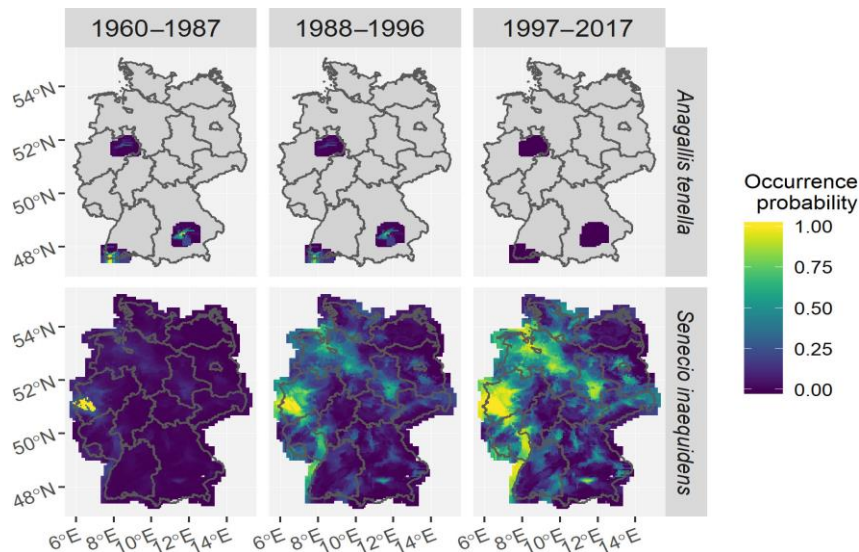 1960–1987 1988–1996 1997–2017
54°N
52°N
50°N
48°N
Anagallis tenella
54°N
52°N
50°N
48°N
Senecio inaequidens
6°E 8°E 10°E 12°E 14°E 6°E 8°E 10°E 12°E 14°E 6°E 8°E 10°E 12°E 14°E
Occurrence
probability
1.00
0.75
0.50
0.25
0.00